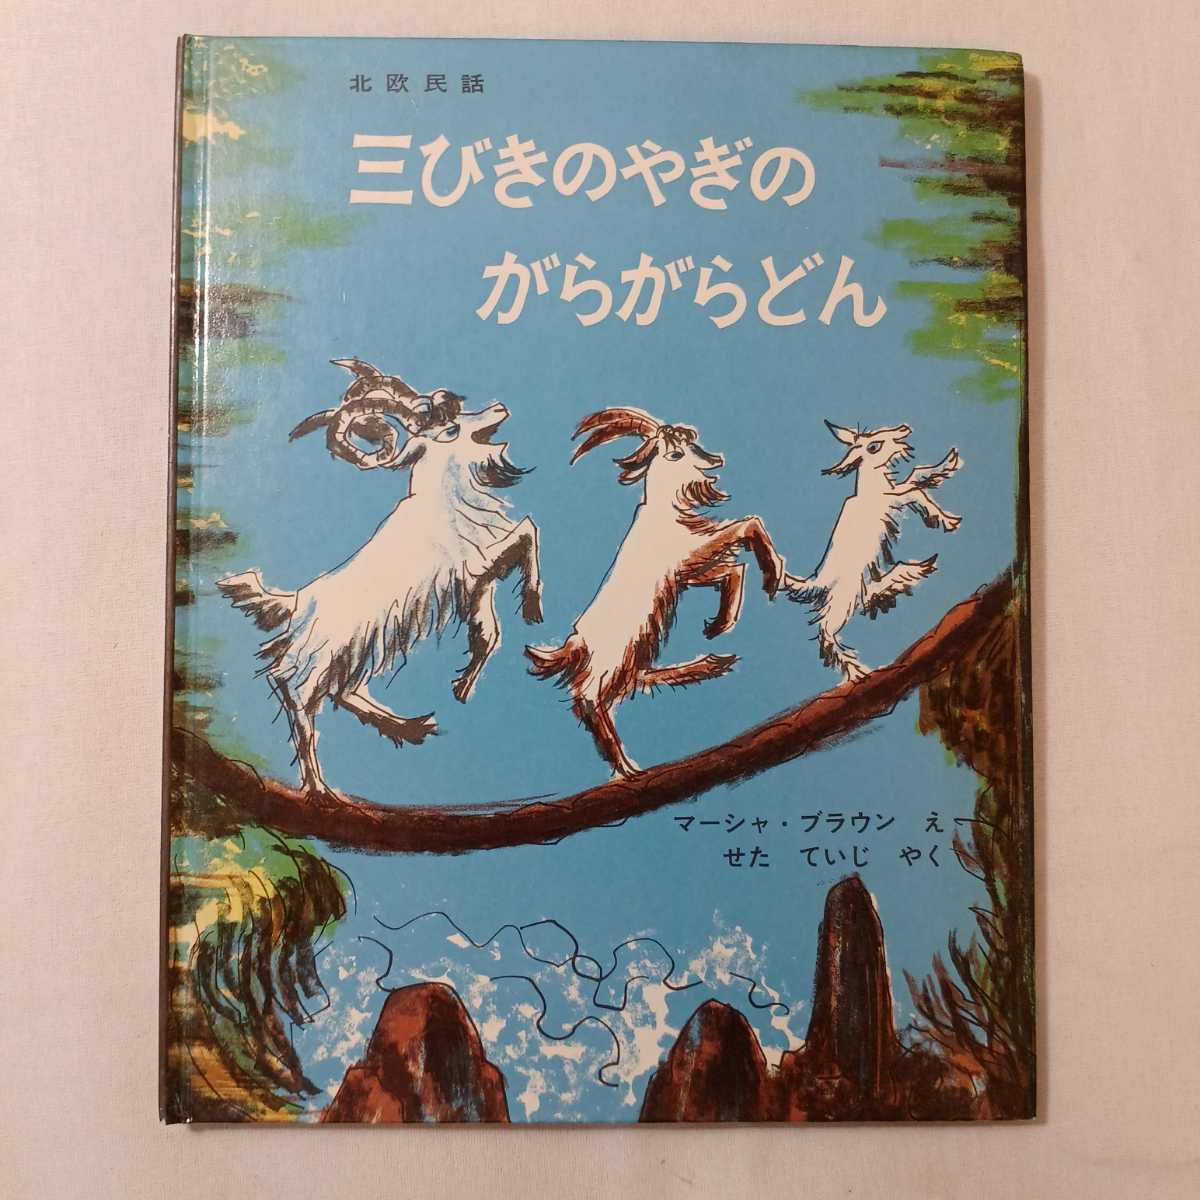 北欧民話
三びきのやぎの
がらがらどん
マーシャ・ブラウン え
せた ていじ やく